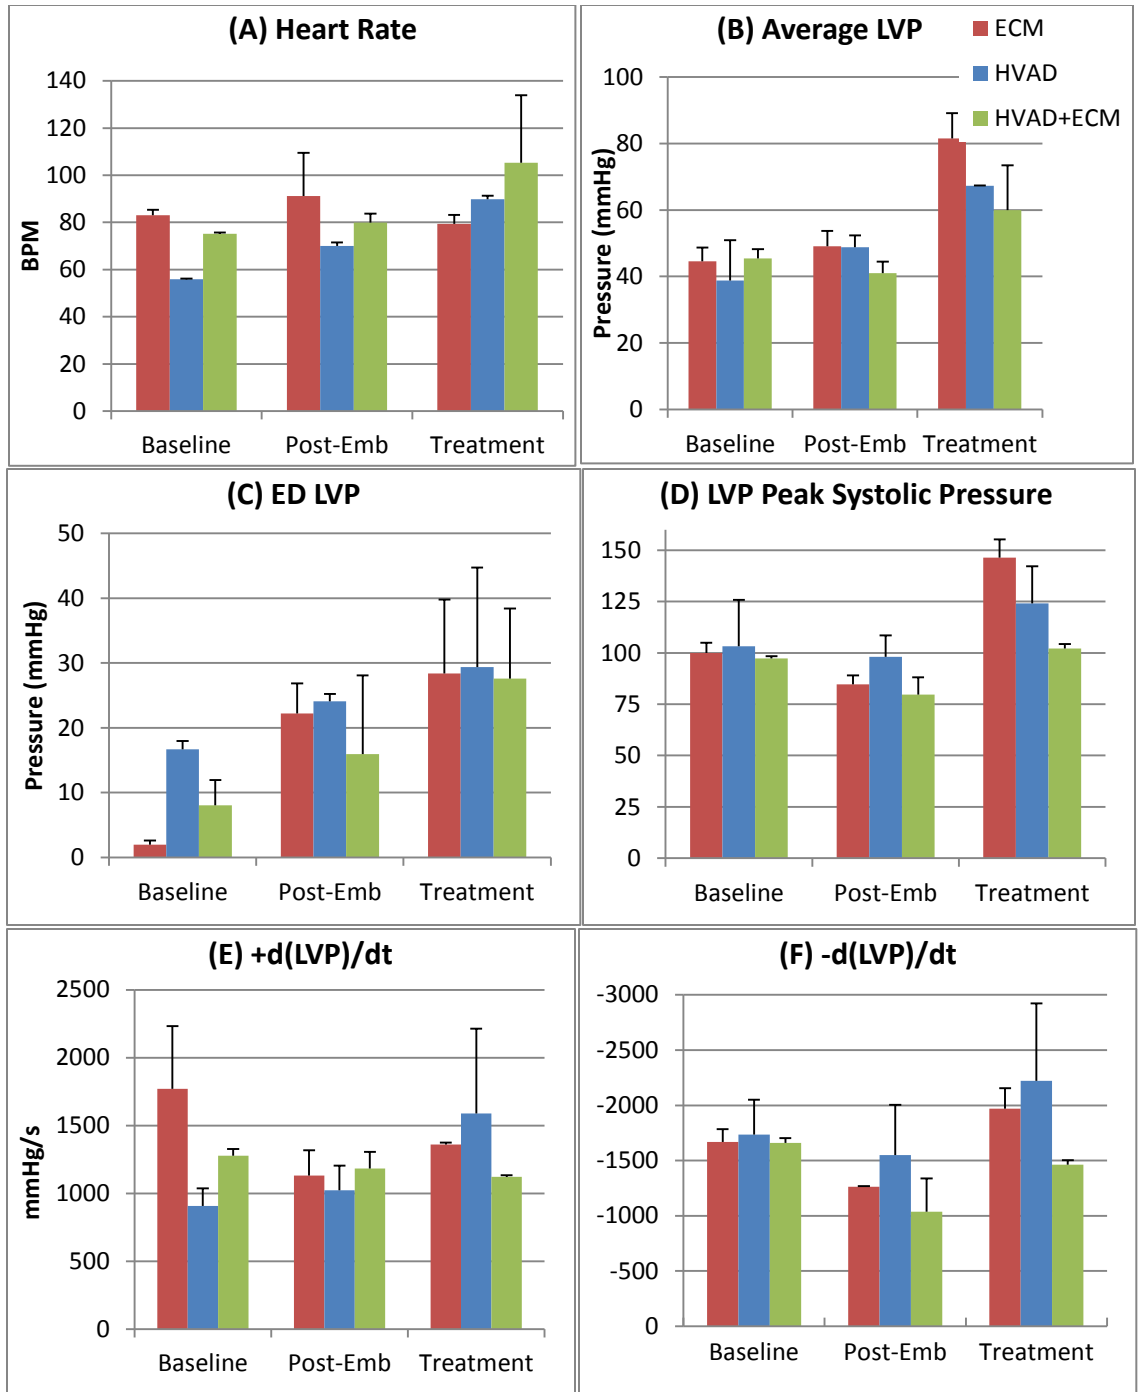 (A) Heart Rate
BPM
140
120
100
80
60
40
20
0
Baseline Post-Emb Treatment
(B) Average LVP
ECM
HVAD
HVAD+ECM
Pressure (mmHg)
100
80
60
40
20
0
Baseline Post-Emb Treatment
(C) ED LVP
Pressure (mmHg)
50
40
30
20
10
0
Baseline Post-Emb Treatment
(D) LVP Peak Systolic Pressure
150
125
100
75
50
25
0
Baseline Post-Emb Treatment
(E) +d(LVP)/dt
mmHg/s
2500
2000
1500
1000
500
0
Baseline Post-Emb Treatment
(F) -d(LVP)/dt
-3000
-2500
-2000
-1500
-1000
-500
0
Baseline Post-Emb Treatment